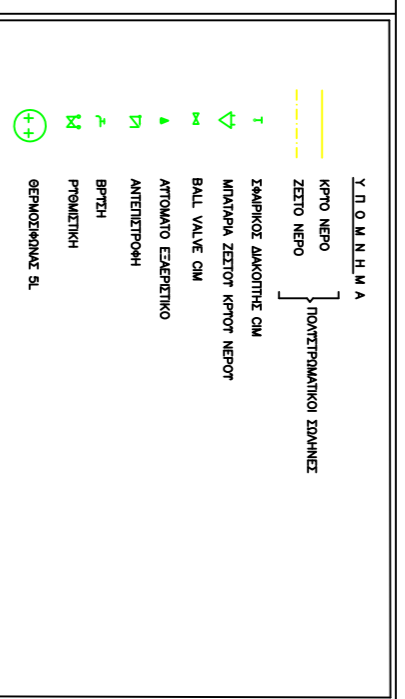 ΥΠΟΜΝΗΜΑ
ΚΡΥΟ ΝΕΡΟ
ΖΕΣΤΟ ΝΕΡΟ
ΠΟΛΥΣΤΡΩΜΑΤΙΚΟΙ ΣΩΛΗΝΕΣ
ΣΦΑΙΡΙΚΟΣ ΔΙΑΚΟΠΤΗΣ CIM
ΜΠΑΤΑΡΙΑ ΖΕΣΤΟΥ ΚΡΥΟΥ ΝΕΡΟΥ
BALL VALVE CIM
ΑΥΤΟΜΑΤΟ ΕΞΑΕΡΙΣΤΙΚΟ
ΑΝΤΕΠΙΣΤΡΟΦΗ
ΒΡΥΣΗ
ΡΥΘΜΙΣΤΙΚΗ
ΘΕΡΜΟΣΙΦΩΝΑΣ 5L